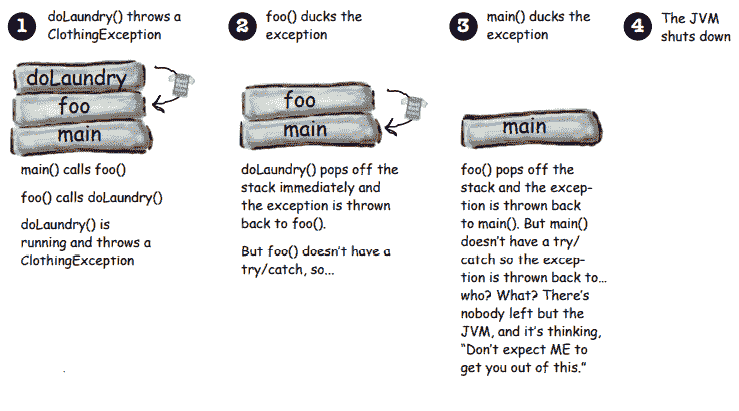 1
doLaundry() throws a
ClothingException
doLaundry
foo
main
main() calls foo()
foo() calls doLaundry()
doLaundry() is
running and throws a
ClothingException
2
foo() ducks the
exception
foo
main
doLaundry() pops off the
stack immediately and
the exception is thrown
back to foo().
But foo() doesn't have a
try/catch, so...
3
main() ducks the
exception
main
foo() pops off the
stack and the excep-
tion is thrown back
to main(). But main()
doesn't have a try/
catch so the excep-
tion is thrown back to...
who? What? There's
nobody left but the
JVM, and it's thinking,
"Don't expect ME to
get you out of this."
4
The JVM
shuts down